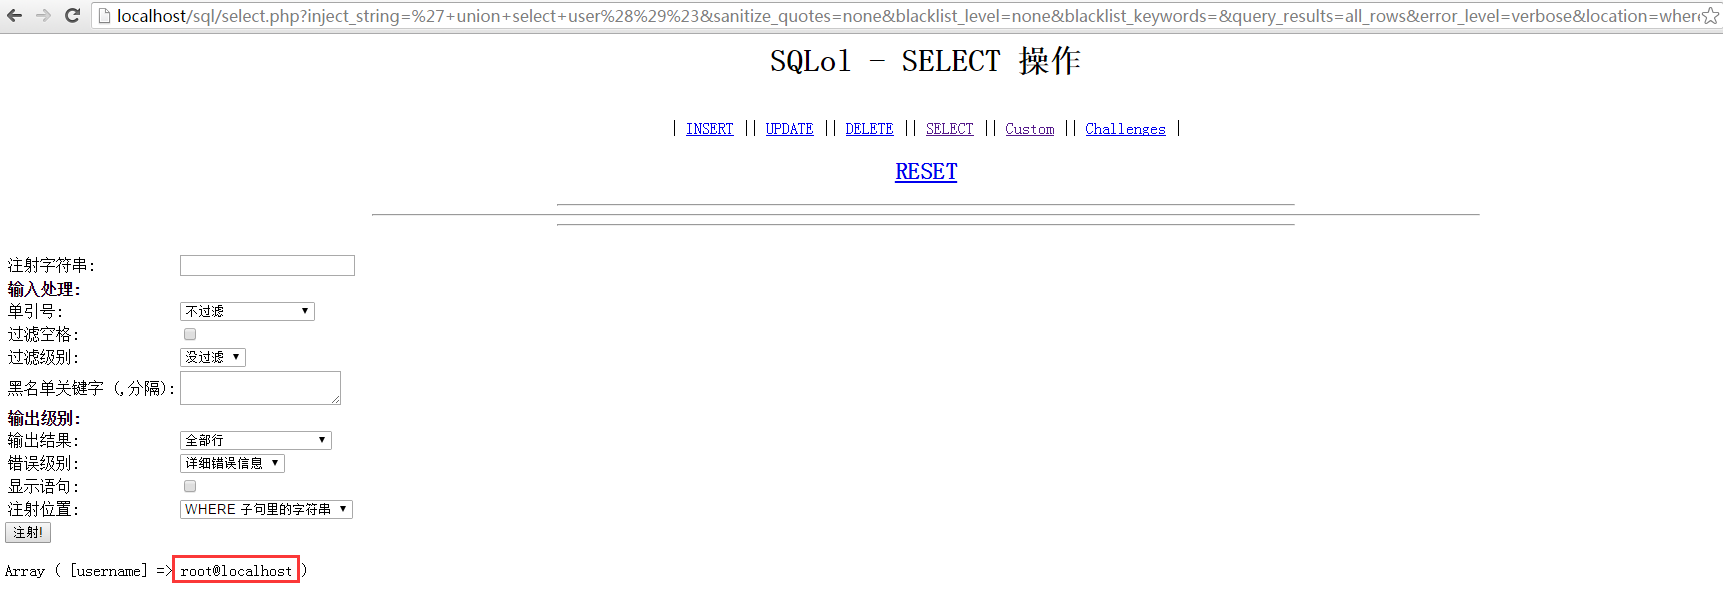 localhost/sql/select.php?inject_string=%27+union+select+user%28%29%23&sanitize_quotes=none&blacklist_level=none&blacklist_keywords=&query_results=all_rows&error_level=verbose&location=where
SQLol - SELECT 操作
| INSERT || UPDATE || DELETE || SELECT || Custom || Challenges |
RESET
注射字符串:
输入处理:
单引号: 不过滤
过滤空格:
过滤级别: 没过滤
黑名单关键字 (,分隔):
输出级别:
输出结果: 全部行
错误级别: 详细错误信息
显示语句:
注射位置: WHERE 子句里的字符串
注射!
Array ( [username] => root@localhost )